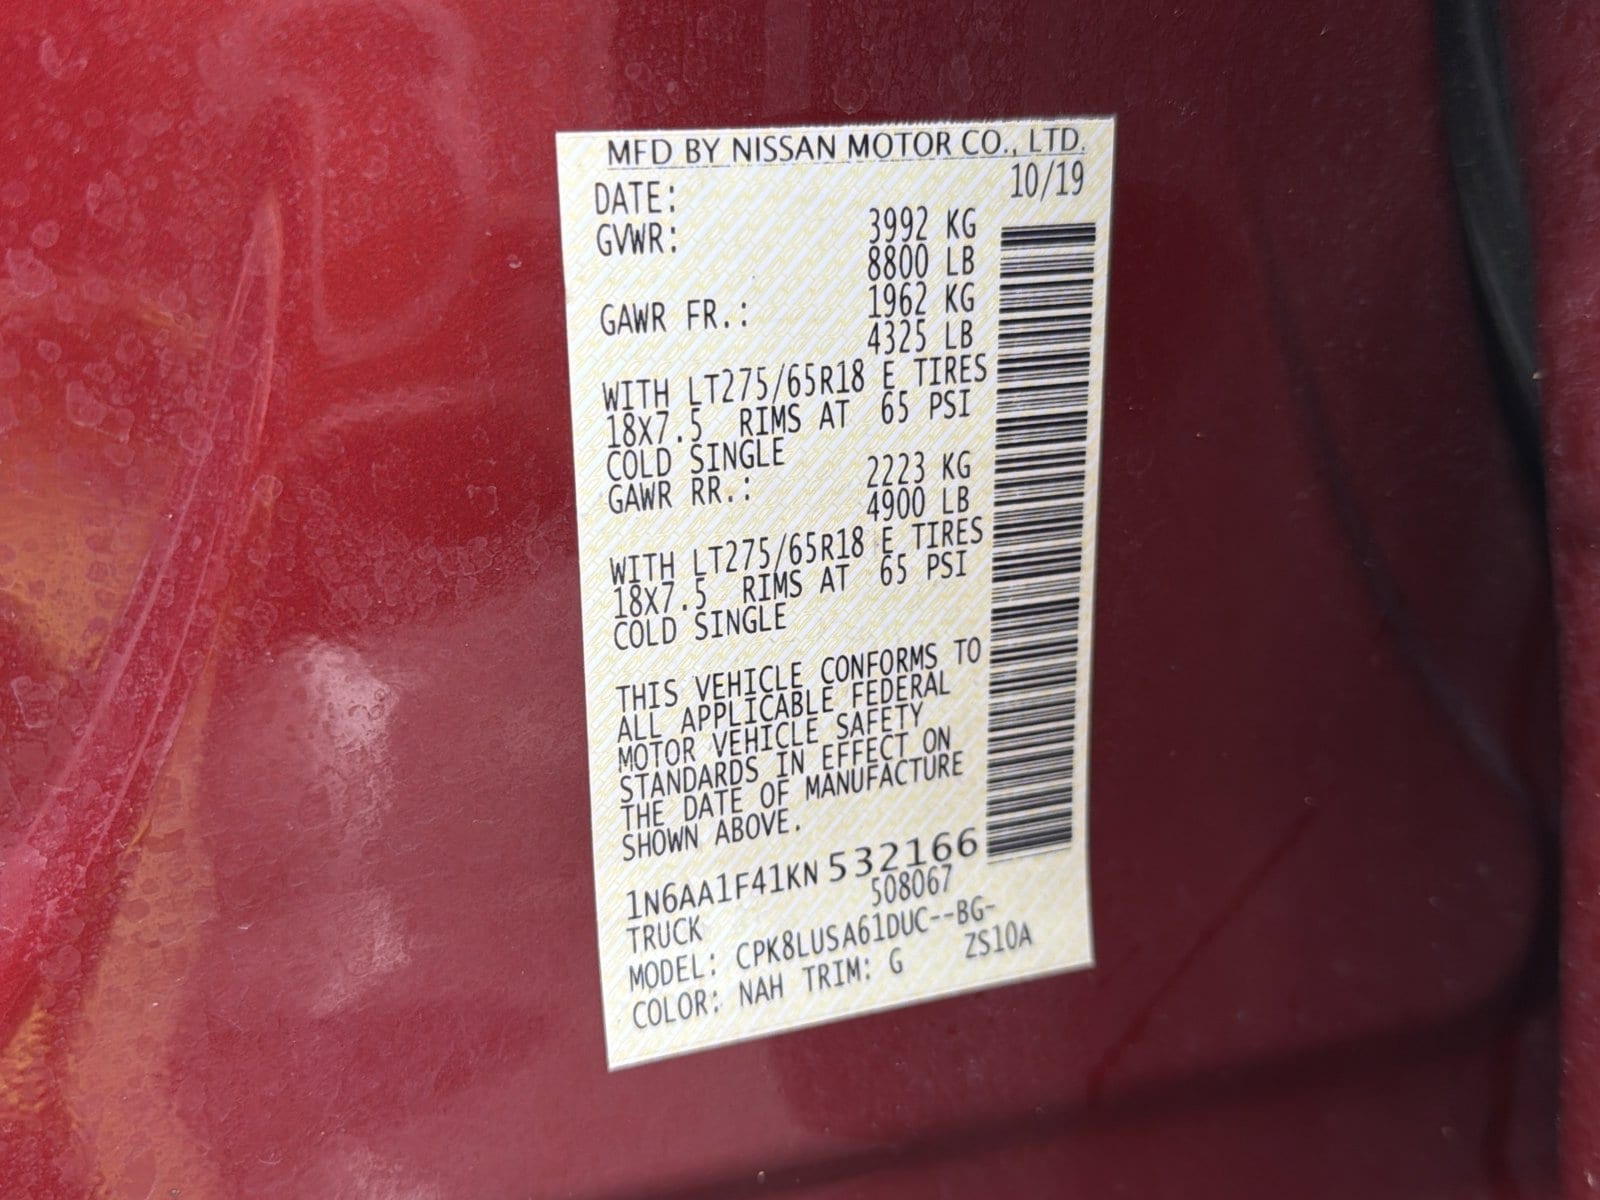 MFD BY NISSAN MOTOR CO., LTD.
DATE: 10/19
GVWR: 3992 KG
8800 LB
GAWR FR.: 1962 KG
4325 LB
WITH LT275/65R18 E TIRES
18X7.5 RIMS AT 65 PSI
COLD SINGLE
GAWR RR.: 2223 KG
4900 LB
WITH LT275/65R18 E TIRES
18X7.5 RIMS AT 65 PSI
COLD SINGLE
THIS VEHICLE CONFORMS TO
ALL APPLICABLE FEDERAL
MOTOR VEHICLE SAFETY
STANDARDS IN EFFECT ON
THE DATE OF MANUFACTURE
SHOWN ABOVE.
1N6AA1F41KN 532166
TRUCK 508067
MODEL: CPK8LUSA61DUC--BG-
COLOR: NAH TRIM: G ZS10A